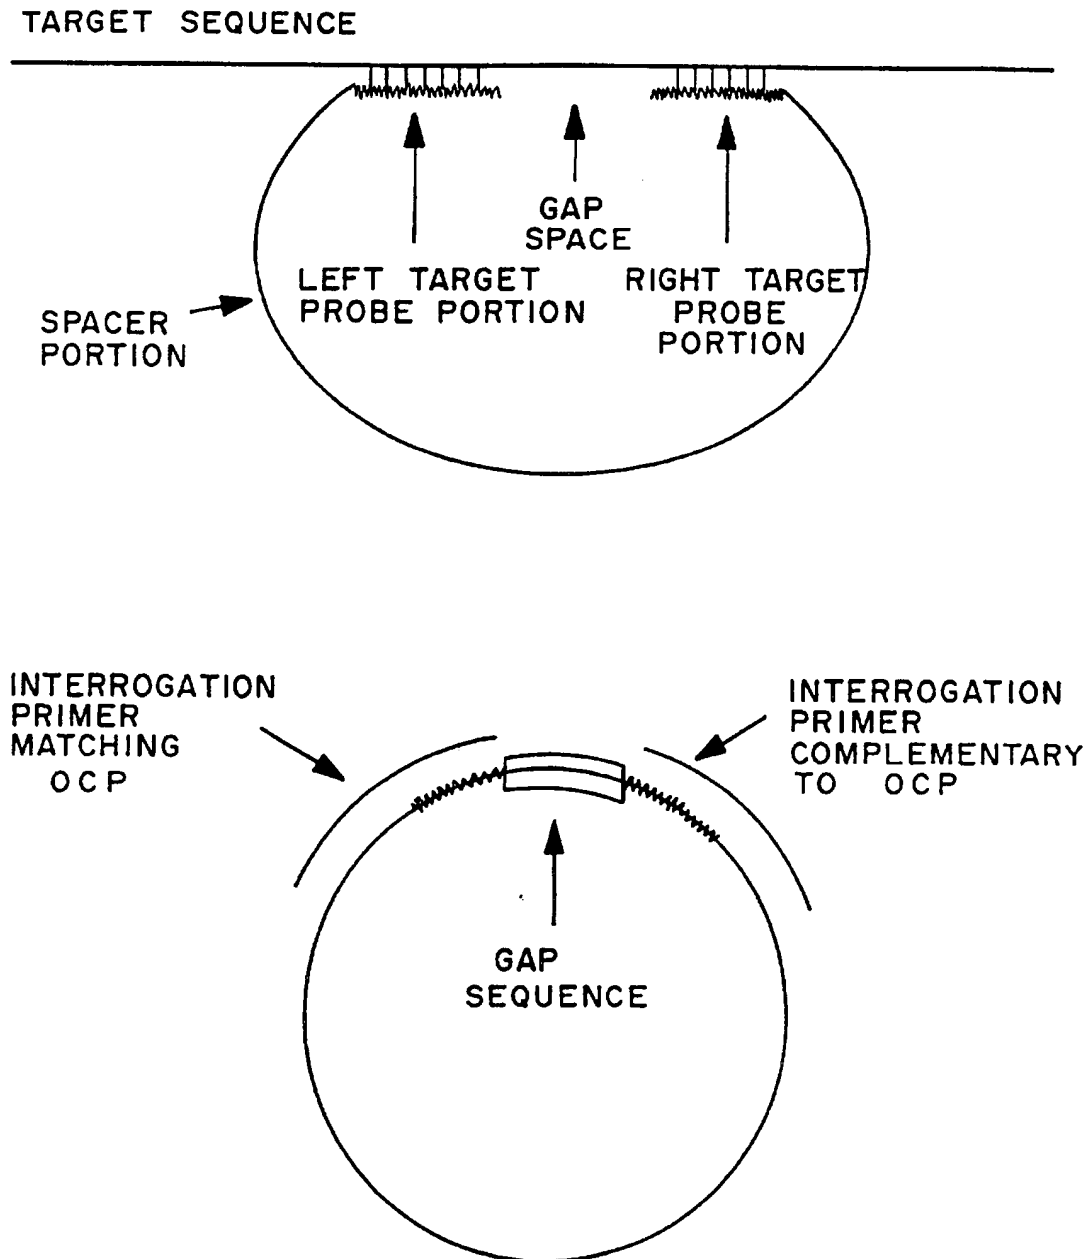 TARGET SEQUENCE
GAP
SPACE
LEFT TARGET
PROBE PORTION
RIGHT TARGET
PROBE
PORTION
SPACER
PORTION
INTERROGATION
PRIMER
MATCHING
OCP
INTERROGATION
PRIMER
COMPLEMENTARY
TO OCP
GAP
SEQUENCE